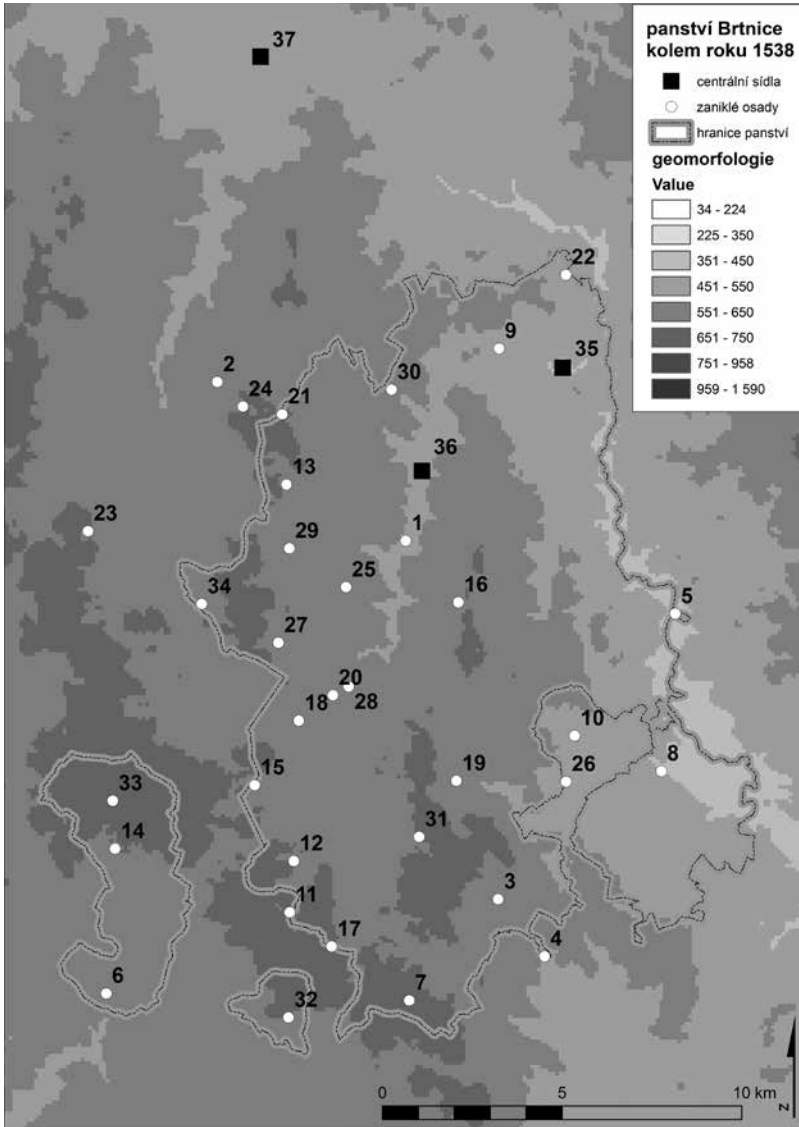 37
panství Brtnice
kolem roku 1538
centrální sídla
zaniklé osady
hranice panství
geomorfologie
Value
34 - 224
225 - 350
351 - 450
451 - 550
551 - 650
651 - 750
751 - 958
959 - 1 590
22
9
35
2
30
24
21
36
13
23
1
29
25
16
5
34
27
20
18
28
10
8
15
19
26
33
31
14
12
3
11
17
4
6
7
32
0
5
10 km
z